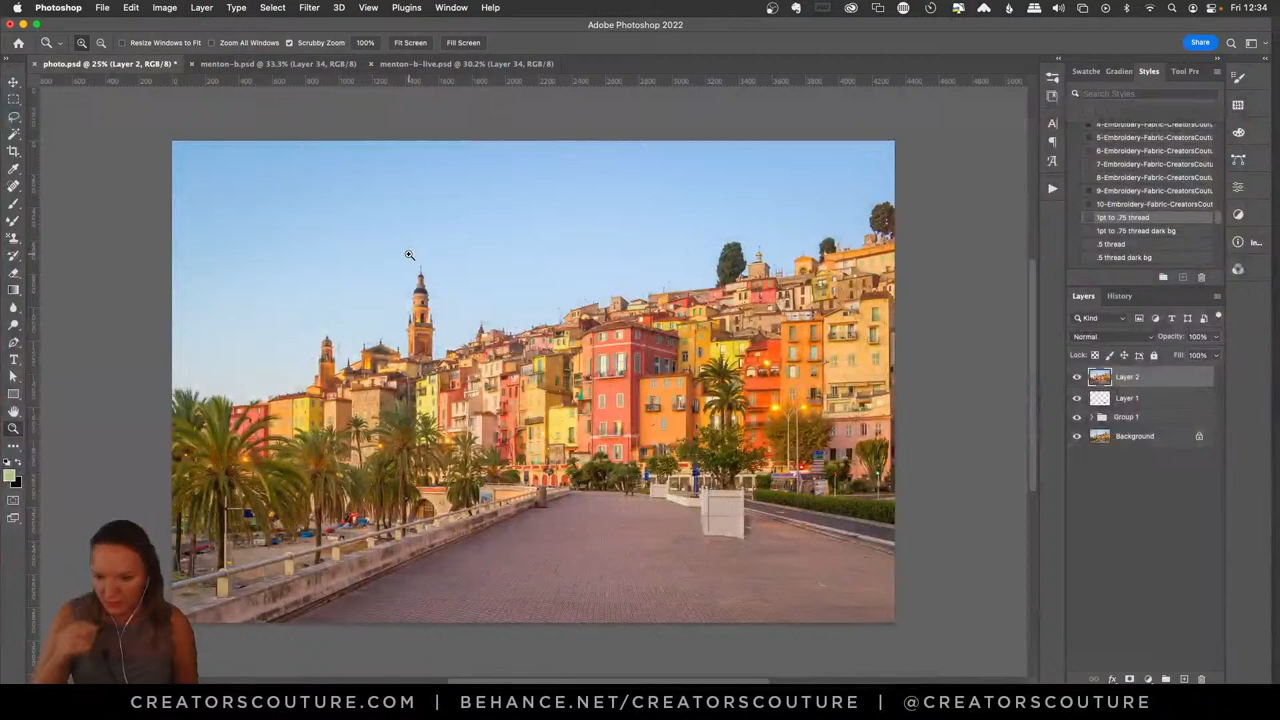 Photoshop File Edit Image Layer Type Select Filter 3D View Plugins Window Help Fri 12:34
Adobe Photoshop 2022
Resize Windows to Fit Zoom All Windows Scrubby Zoom 100% Fit Screen Fill Screen Share
photo.psd @ 25% (Layer 2, RGB/8) * menton-b.psd @ 33.3% (Layer 34, RGB/8) menton-b-live.psd @ 30.2% (Layer 34, RGB/8)
Swatche Gradien Styles Tool Pre
Search Styles
4-Embroidery-Fabric-CreatorsCoutu
5-Embroidery-Fabric-CreatorsCoutu
6-Embroidery-Fabric-CreatorsCoutu
7-Embroidery-Fabric-CreatorsCoutu
8-Embroidery-Fabric-CreatorsCoutu
9-Embroidery-Fabric-CreatorsCoutu
10-Embroidery-Fabric-CreatorsCout
1pt to .75 thread
1pt to .75 thread dark bg
.5 thread
.5 thread dark bg
In...
Layers History
Kind
Normal Opacity: 100%
Lock: Fill: 100%
Layer 2
Layer 1
Group 1
Background
CREATORSCOUTURE.COM | BEHANCE.NET/CREATORSCOUTURE | @CREATORSCOUTURE